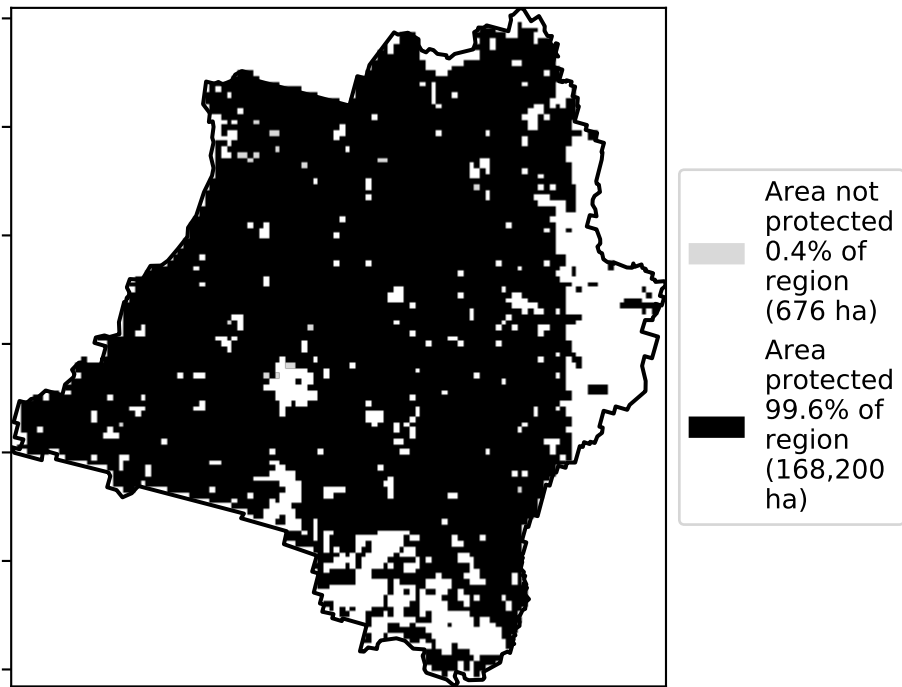 Area not
protected
0.4% of
region
(676 ha)
Area
protected
99.6% of
region
(168,200
ha)